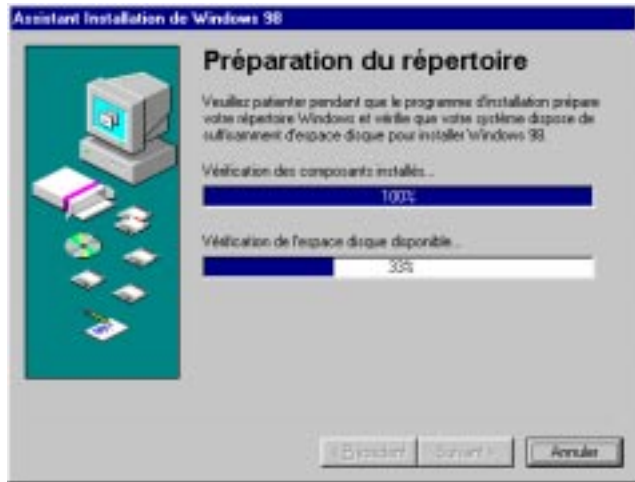 Assistant Installation de Windows 98
Préparation du répertoire
Veuillez patienter pendant que le programme d'installation prépare
votre répertoire Windows et vérifie que votre système dispose de
suffisamment d'espace disque pour installer Windows 98.
Vérification des composants installés...
100%
Vérification de l'espace disque disponible...
33%
< Précédent Suivant > Annuler